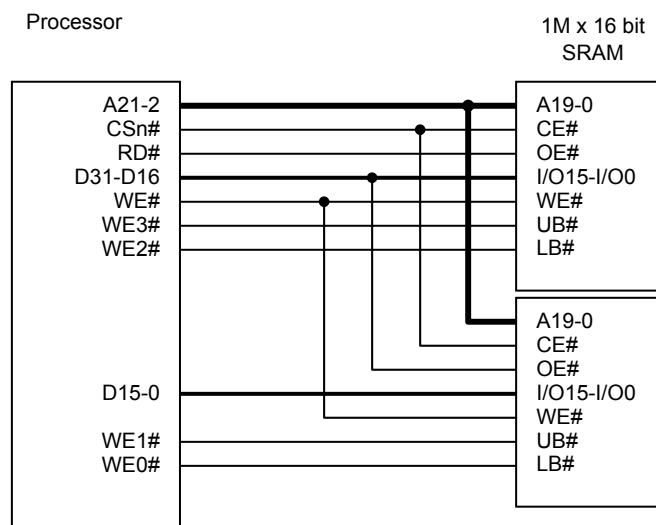 Processor
1M x 16 bit
SRAM
A21-2
CSn#
RD#
D31-D16
WE#
WE3#
WE2#
D15-0
WE1#
WE0#
A19-0
CE#
OE#
I/O15-I/O0
WE#
UB#
LB#
A19-0
CE#
OE#
I/O15-I/O0
WE#
UB#
LB#